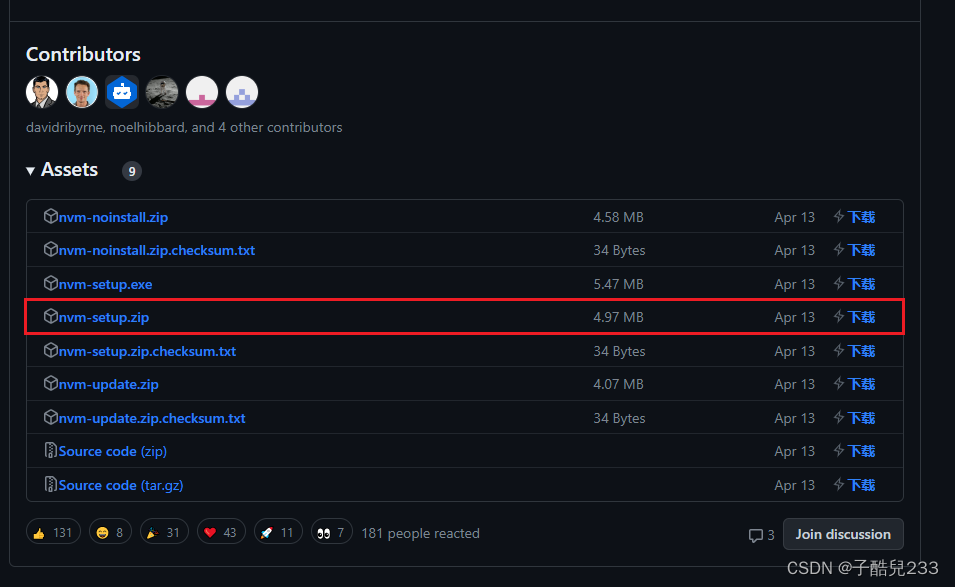 Contributors
davidribyrne, noelhibbard, and 4 other contributors
Assets 9
nvm-noinstall.zip 4.58 MB Apr 13 下载
nvm-noinstall.zip.checksum.txt 34 Bytes Apr 13 下载
nvm-setup.exe 5.47 MB Apr 13 下载
nvm-setup.zip 4.97 MB Apr 13 下载
nvm-setup.zip.checksum.txt 34 Bytes Apr 13 下载
nvm-update.zip 4.07 MB Apr 13 下载
nvm-update.zip.checksum.txt 34 Bytes Apr 13 下载
Source code (zip) Apr 13 下载
Source code (tar.gz) Apr 13 下载
131 8 31 43 11 7 181 people reacted 3 Join discussion
CSDN @子酷兒233